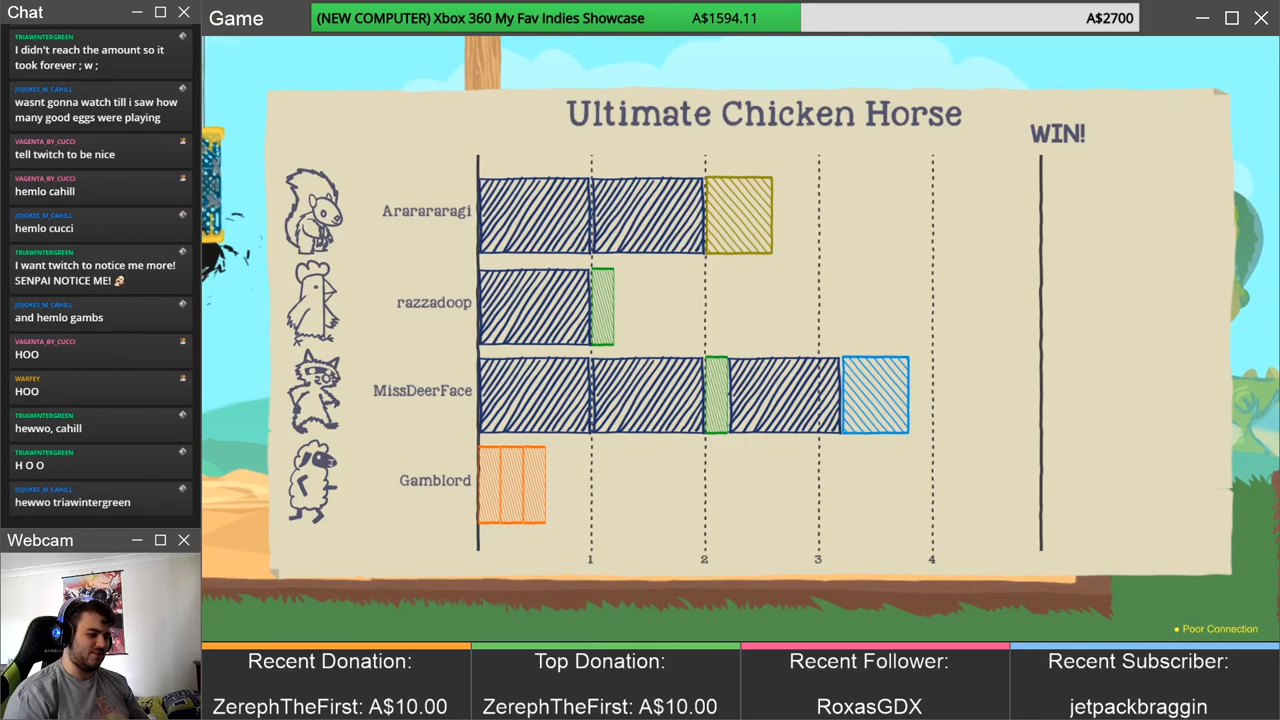 Chat
TRIAWINTERGREEN
I didn't reach the amount so it
took forever ; w ;
JOJOKES_M_CAHILL
wasnt gonna watch till i saw how
many good eggs were playing
VAGENTA_BY_CUCCI
tell twitch to be nice
VAGENTA_BY_CUCCI
hemlo cahill
JOJOKES_M_CAHILL
hemlo cucci
TRIAWINTERGREEN
I want twitch to notice me more!
SENPAI NOTICE ME!
JOJOKES_M_CAHILL
and hemlo gambs
VAGENTA_BY_CUCCI
HOO
WARFEY
HOO
TRIAWINTERGREEN
hewwo, cahill
TRIAWINTERGREEN
H O O
JOJOKES_M_CAHILL
hewwo triawintergreen
Webcam
Game
(NEW COMPUTER) Xbox 360 My Fav Indies Showcase A$1594.11 A$2700
Ultimate Chicken Horse
WIN!
Ararararagi
razzadoop
MissDeerFace
Gamblord
1 2 3 4
Poor Connection
Recent Donation:
ZerephTheFirst: A$10.00
Top Donation:
ZerephTheFirst: A$10.00
Recent Follower:
RoxasGDX
Recent Subscriber:
jetpackbraggin